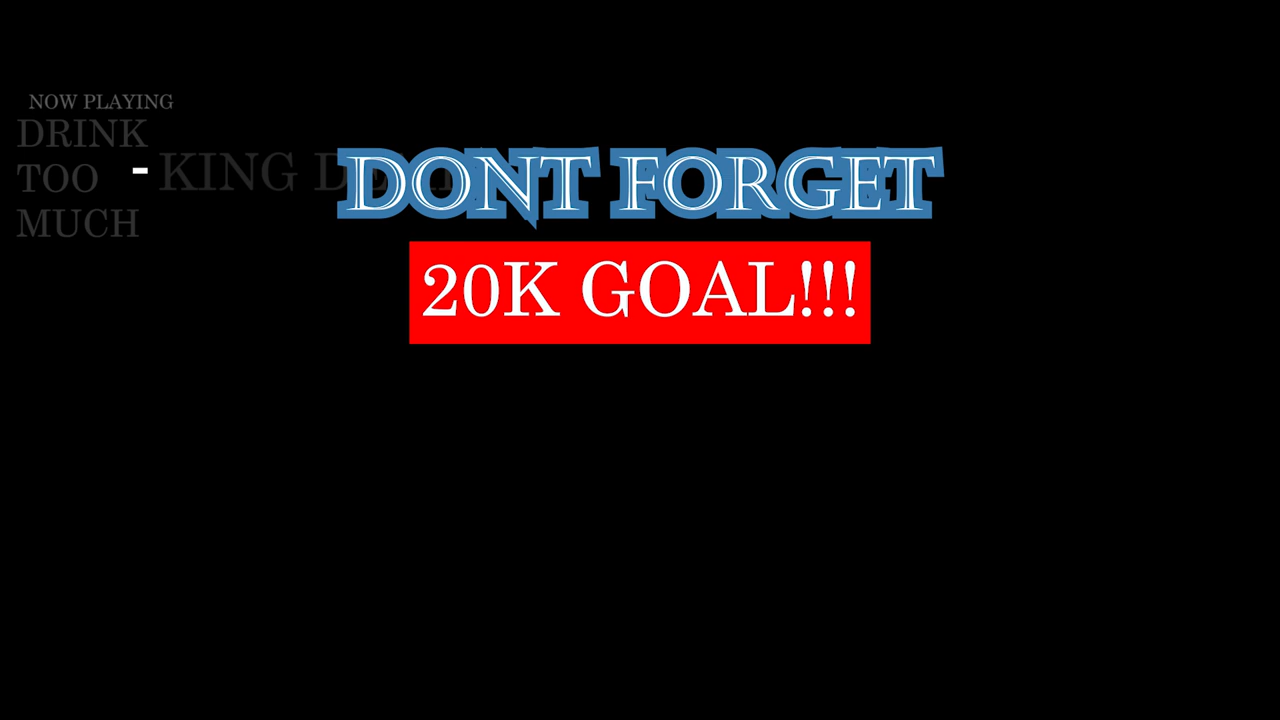 NOW PLAYING
DRINK
TOO
MUCH
- KING
DONT FORGET
20K GOAL!!!